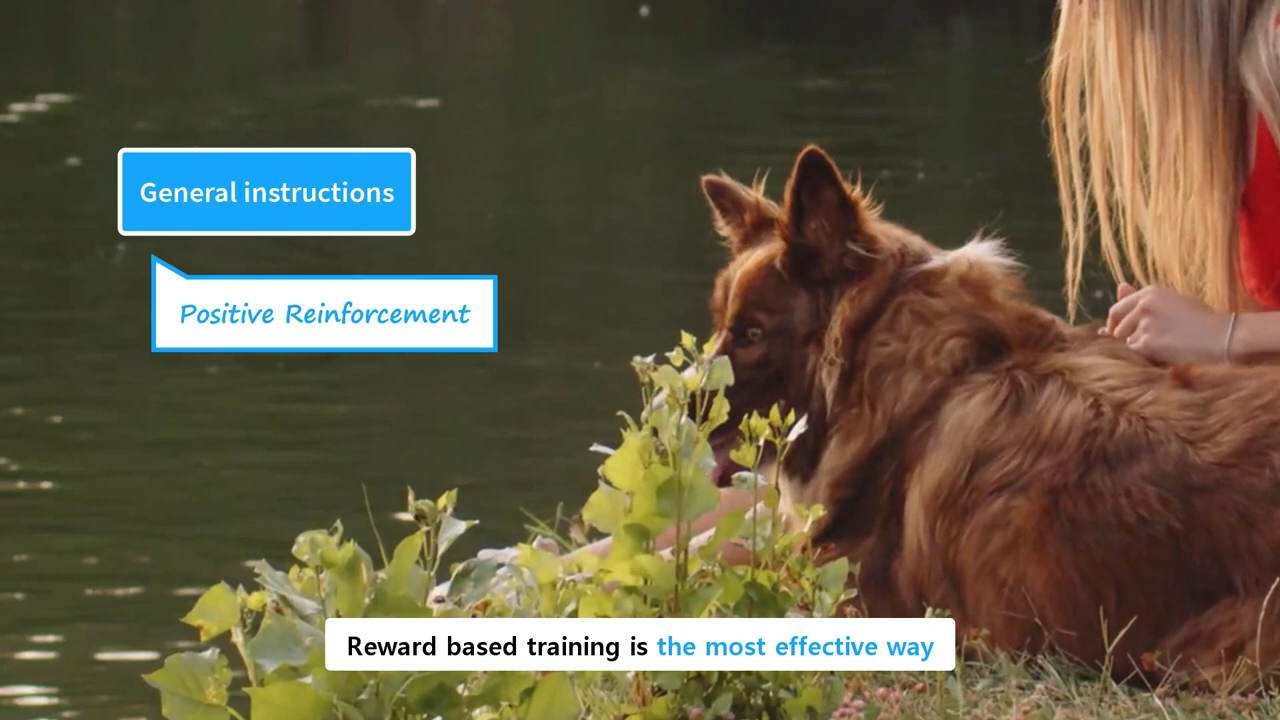 General instructions
Positive Reinforcement
Reward based training is the most effective way